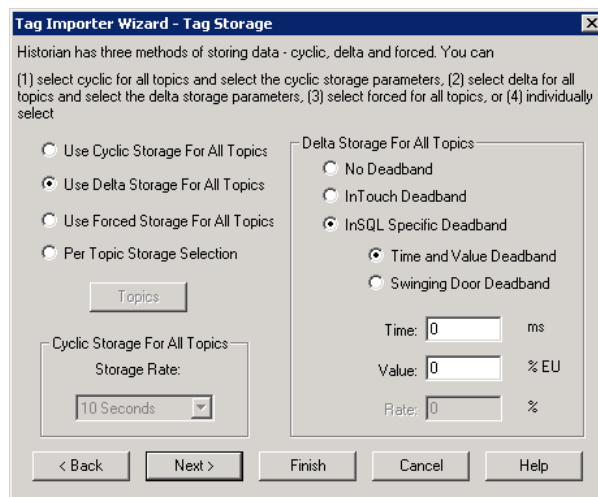 Tag Importer Wizard - Tag Storage
Historian has three methods of storing data - cyclic, delta and forced. You can
(1) select cyclic for all topics and select the cyclic storage parameters, (2) select delta for all
topics and select the delta storage parameters, (3) select forced for all topics, or (4) individually
select
Use Cyclic Storage For All Topics
Use Delta Storage For All Topics
Use Forced Storage For All Topics
Per Topic Storage Selection
Topics
Cyclic Storage For All Topics
Storage Rate:
10 Seconds
Delta Storage For All Topics
No Deadband
InTouch Deadband
InSQL Specific Deadband
Time and Value Deadband
Swinging Door Deadband
Time: 0 ms
Value: 0 % EU
Rate: 0 %
< Back Next > Finish Cancel Help